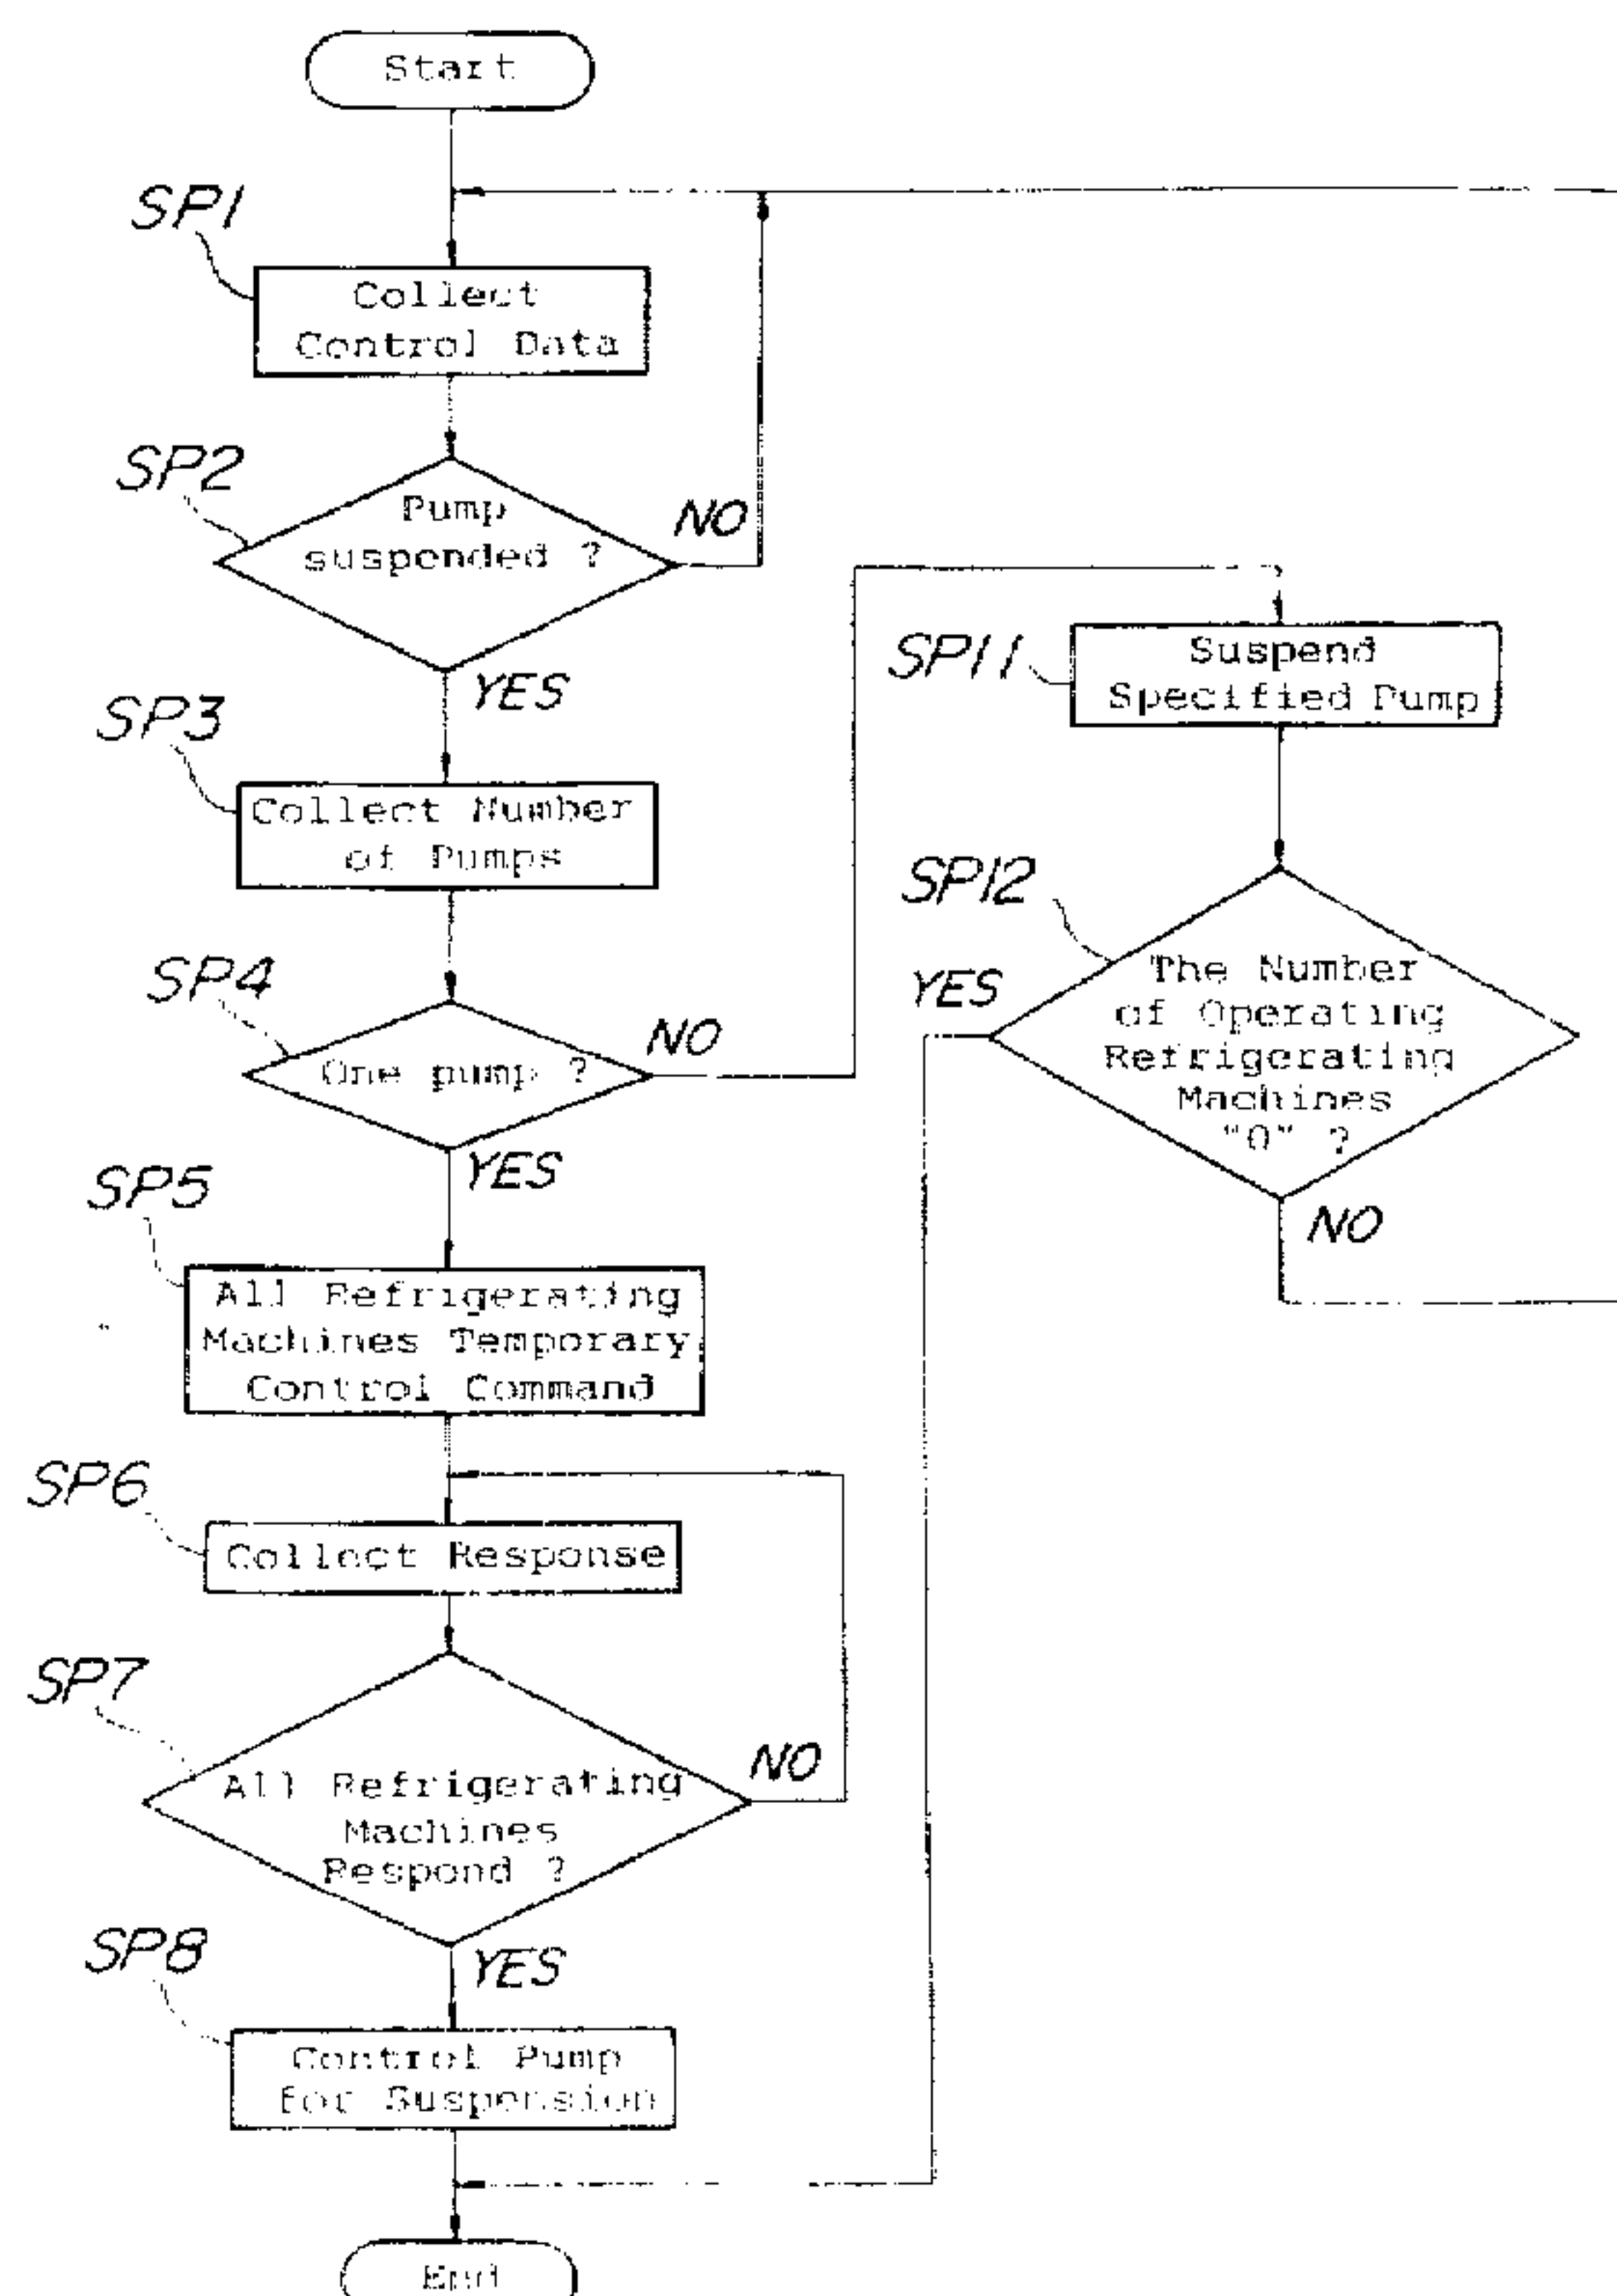 Start
SP1
Collect
Control Data
SP2
Pump
suspended ?
NO
YES
SP3
Collect Number
of Pumps
SP4
One pump ?
NO
YES
SP5
All Refrigerating
Machines Temporary
Control Command
SP6
Collect Response
SP7
All Refrigerating
Machines
Respond ?
NO
YES
SP8
Control Pump
for Suspension
End
SP11
Suspend
Specified Pump
SP12
The Number
of Operating
Refrigerating
Machines
"0" ?
YES
NO